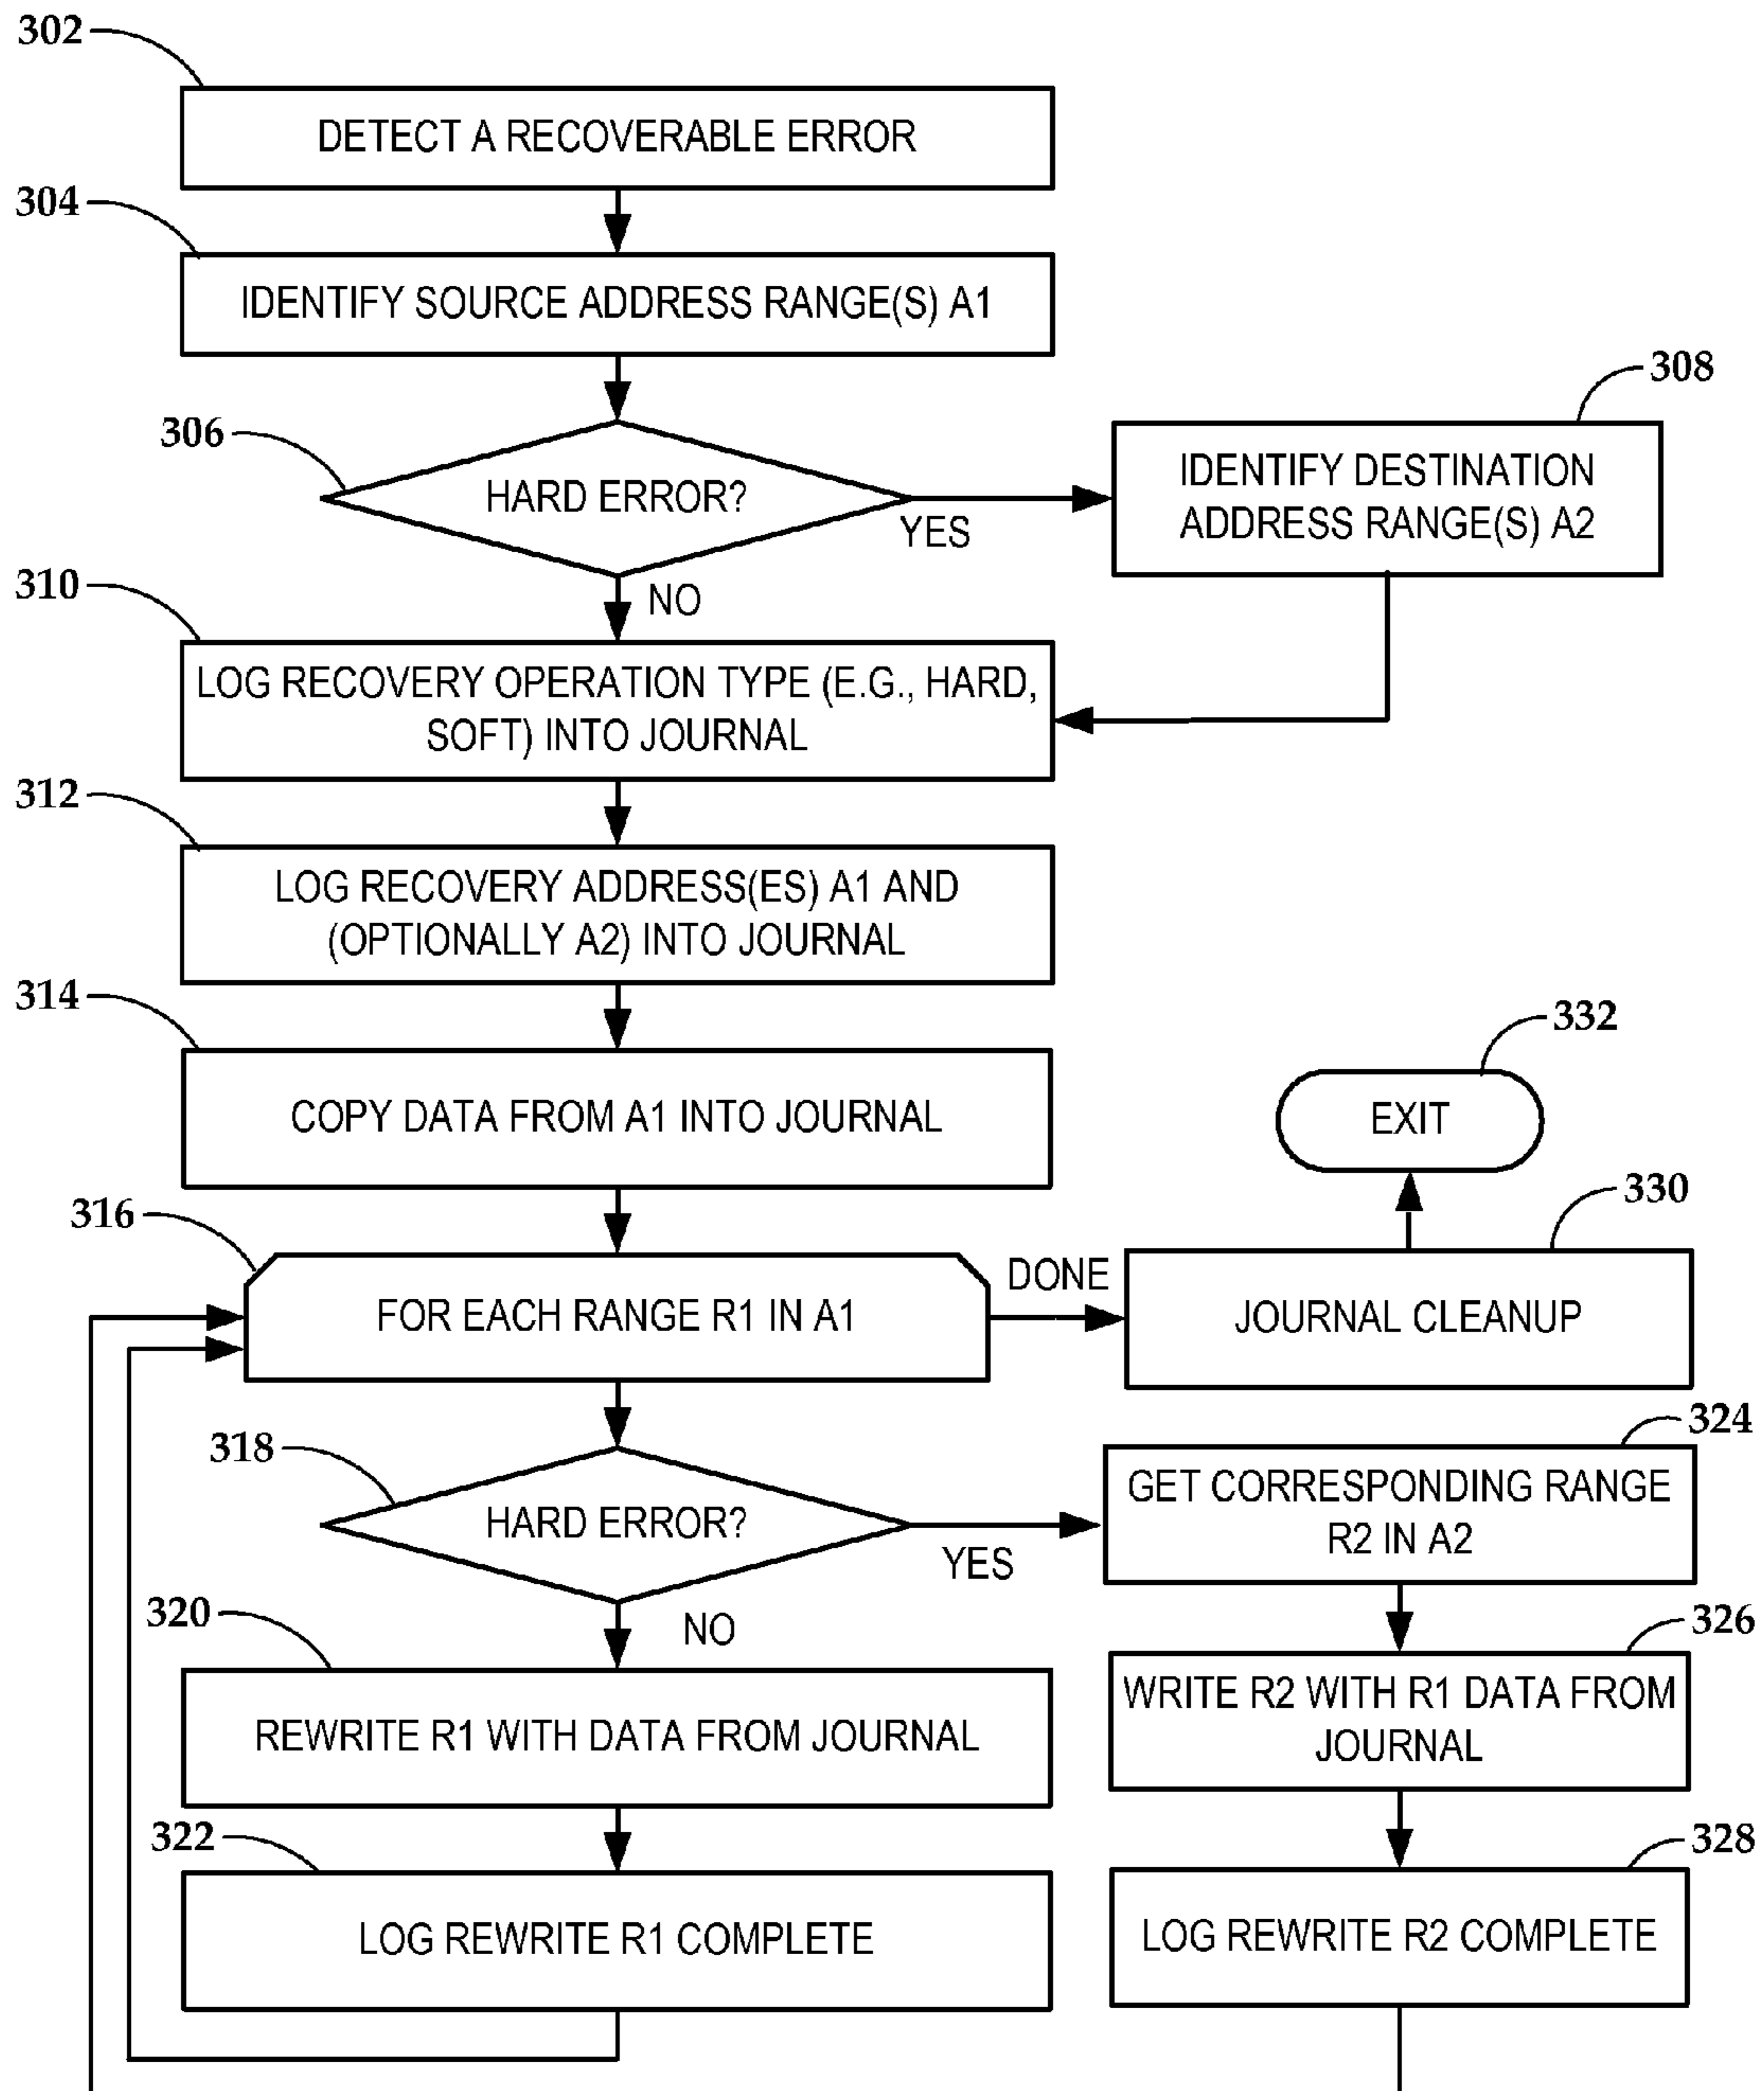 302
DETECT A RECOVERABLE ERROR
304
IDENTIFY SOURCE ADDRESS RANGE(S) A1
306
HARD ERROR?
YES
308
IDENTIFY DESTINATION
ADDRESS RANGE(S) A2
NO
310
LOG RECOVERY OPERATION TYPE (E.G., HARD,
SOFT) INTO JOURNAL
312
LOG RECOVERY ADDRESS(ES) A1 AND
(OPTIONALLY A2) INTO JOURNAL
314
COPY DATA FROM A1 INTO JOURNAL
332
EXIT
330
JOURNAL CLEANUP
316
FOR EACH RANGE R1 IN A1
DONE
318
HARD ERROR?
YES
324
GET CORRESPONDING RANGE
R2 IN A2
NO
320
REWRITE R1 WITH DATA FROM JOURNAL
326
WRITE R2 WITH R1 DATA FROM
JOURNAL
322
LOG REWRITE R1 COMPLETE
328
LOG REWRITE R2 COMPLETE